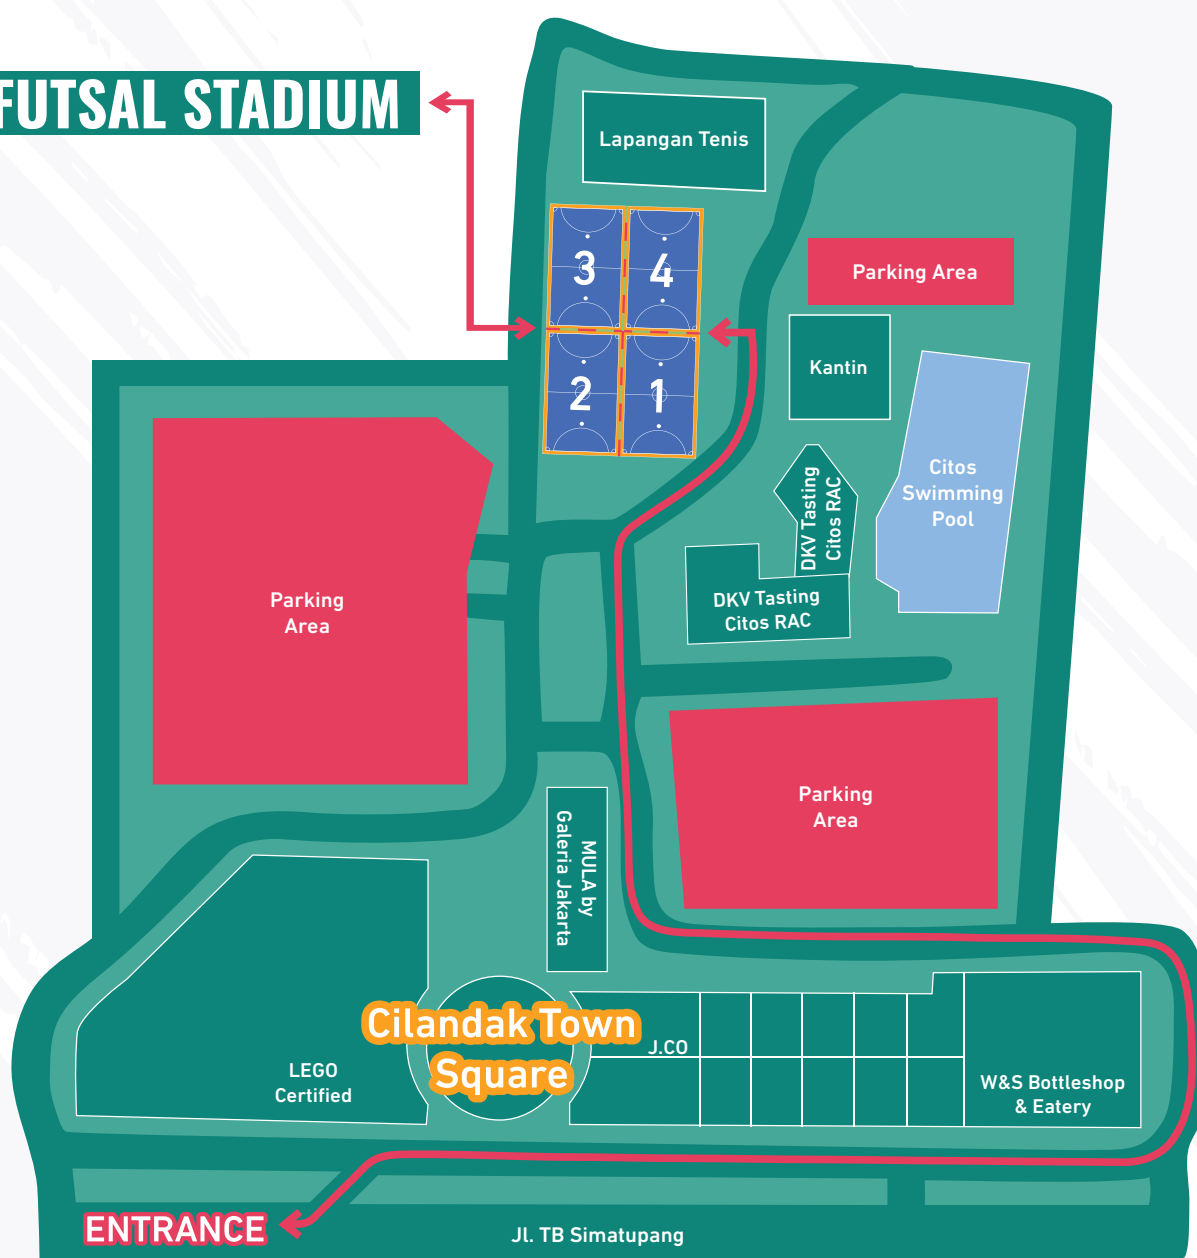 FUTSAL STADIUM
Lapangan Tenis
3
4
2
1
Parking Area
Kantin
Citos
Swimming
Pool
DKV Tasting
Citos RAC
DKV Tasting
Citos RAC
Parking
Area
Parking
Area
MULA by
Galeria Jakarta
Cilandak Town
Square
J.CO
LEGO
Certified
W&S Bottleshop
& Eatery
ENTRANCE
Jl. TB Simatupang